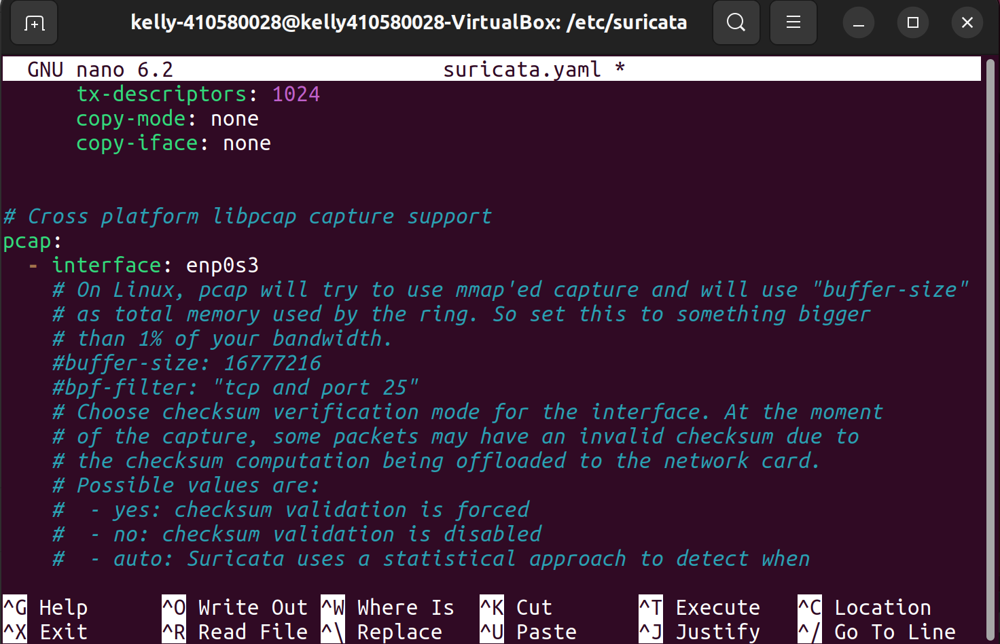 kelly-410580028@kelly410580028-VirtualBox: /etc/suricata
GNU nano 6.2 suricata.yaml *
tx-descriptors: 1024
copy-mode: none
copy-iface: none
# Cross platform libpcap capture support
pcap:
- interface: enp0s3
# On Linux, pcap will try to use mmap'ed capture and will use "buffer-size"
# as total memory used by the ring. So set this to something bigger
# than 1% of your bandwidth.
#buffer-size: 16777216
#bpf-filter: "tcp and port 25"
# Choose checksum verification mode for the interface. At the moment
# of the capture, some packets may have an invalid checksum due to
# the checksum computation being offloaded to the network card.
# Possible values are:
#  - yes: checksum validation is forced
#  - no: checksum validation is disabled
#  - auto: Suricata uses a statistical approach to detect when
^G Help ^O Write Out ^W Where Is ^K Cut ^T Execute ^C Location
^X Exit ^R Read File ^\ Replace ^U Paste ^J Justify ^/ Go To Line